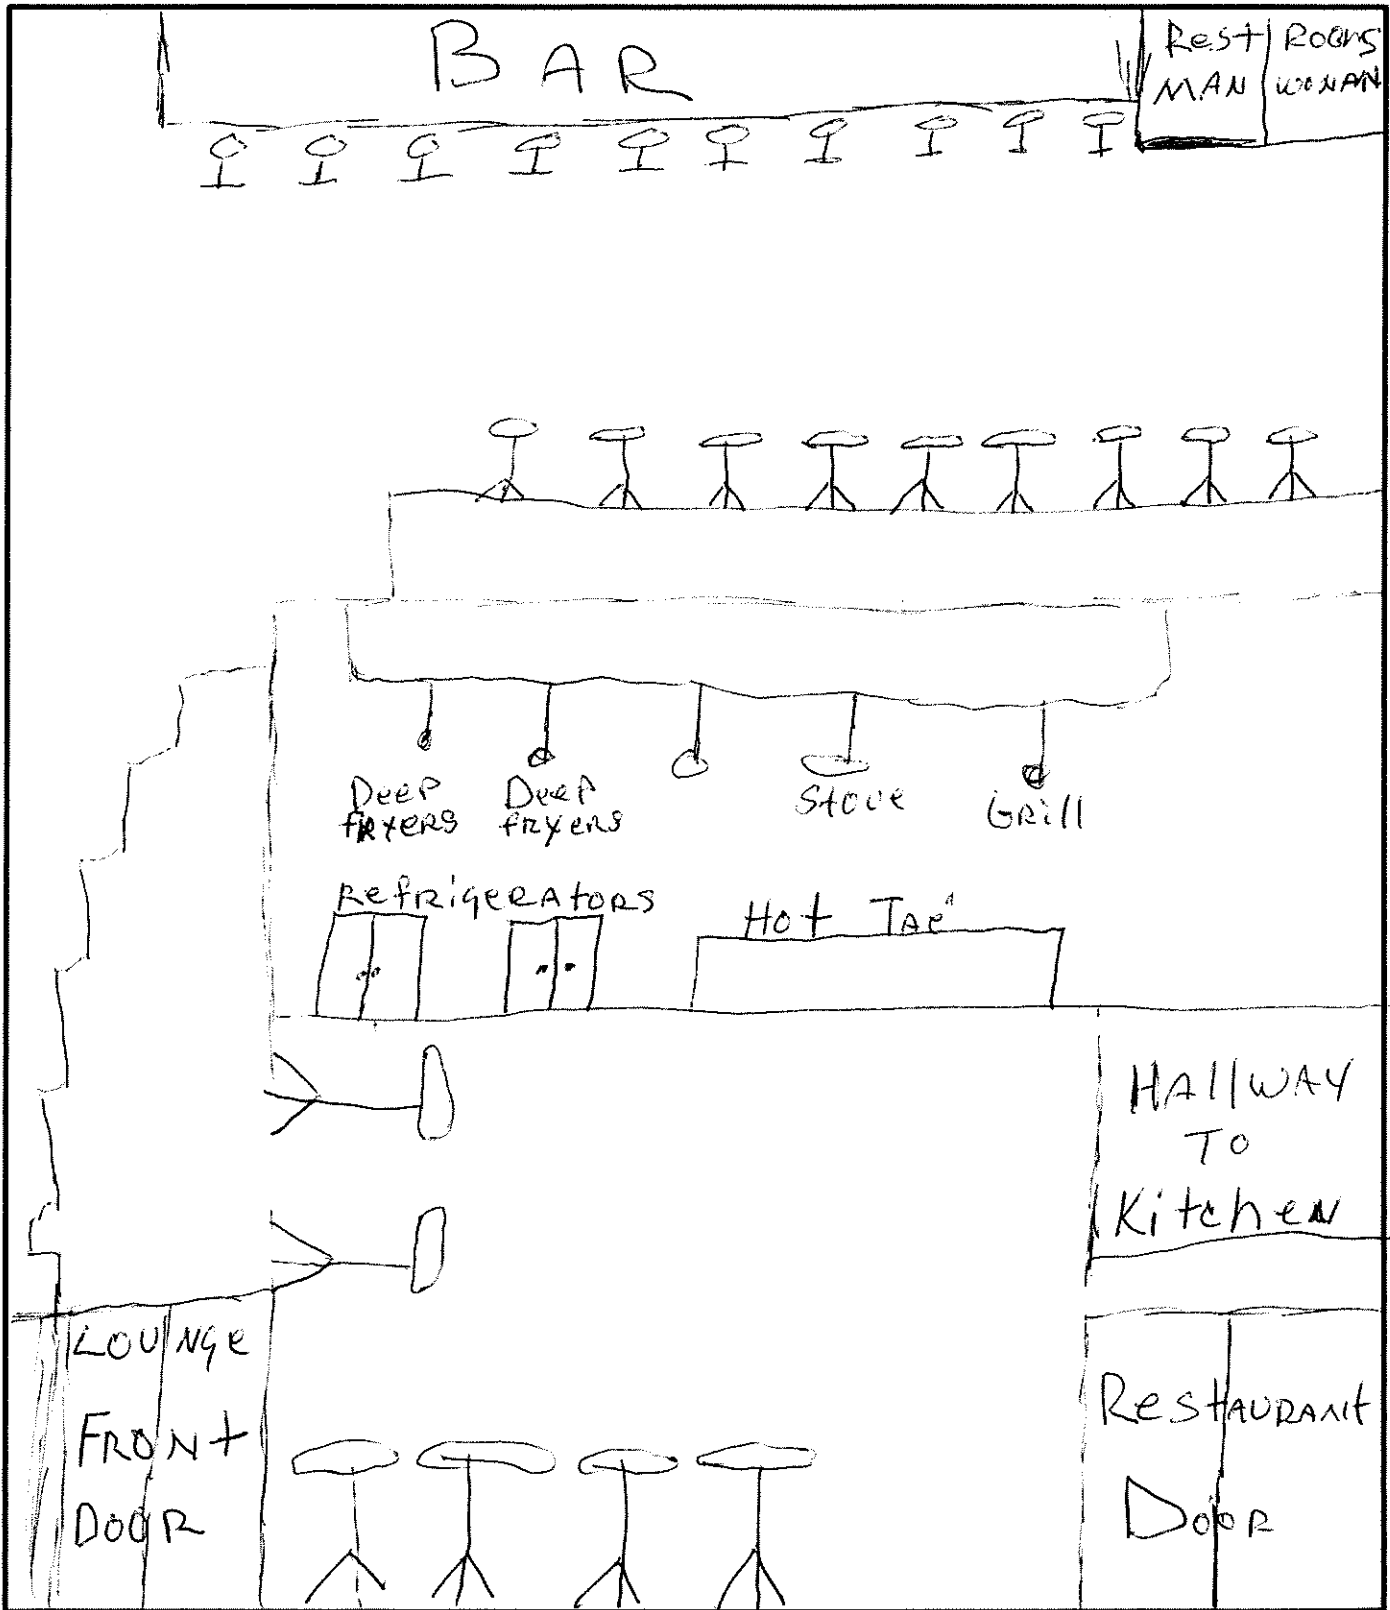 BAR
Rest Rooms
MAN WOMAN
Deep fryers
Deep fryers
Stove
Grill
Refrigerators
Hot
Hallway
To
Kitchen
Lounge
Front
Door
Restaurant
Door